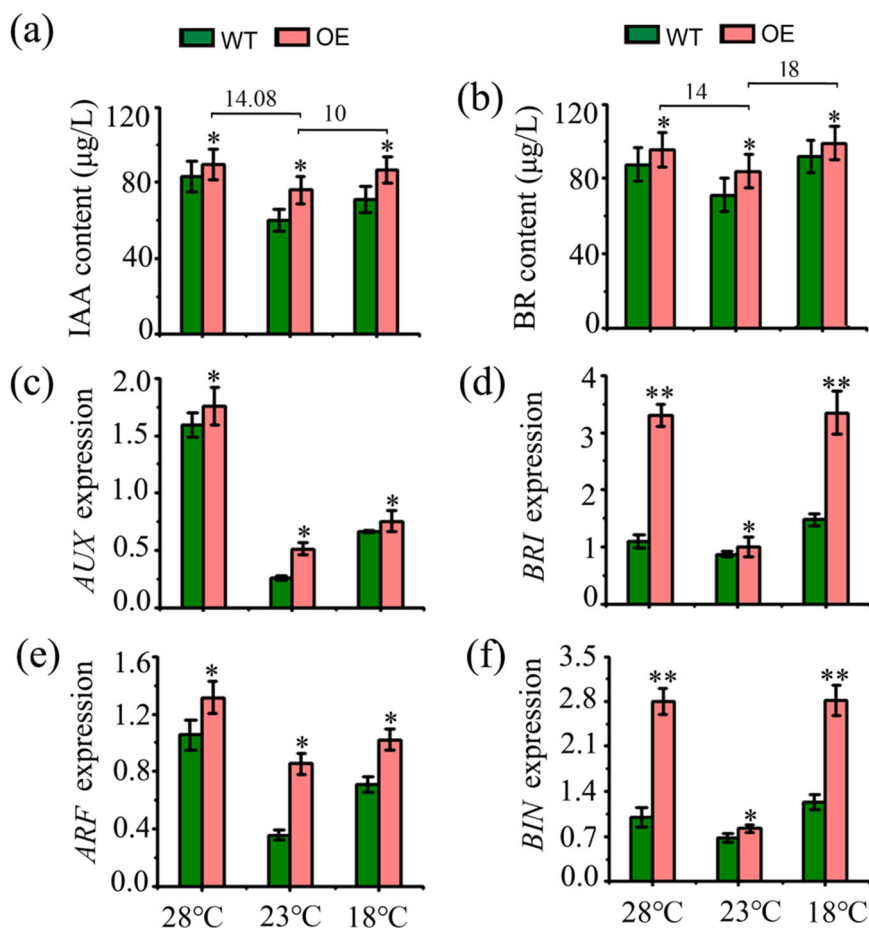 (a)
WT
OE
14.08
10
IAA content (µg/L)
120
80
40
0
*
*
*
WT
OE
(b)
14
18
BR content (µg/L)
120
80
40
0
*
*
*
(c)
AUX expression
2.0
1.5
1.0
0.5
0.0
*
*
*
(d)
BRI expression
4
3
2
1
0
**
*
**
(e)
ARF expression
1.6
1.2
0.8
0.4
0.0
*
*
*
28°C
23°C
18°C
(f)
BIN expression
3.5
2.8
2.1
1.4
0.7
0.0
**
*
**
28°C
23°C
18°C